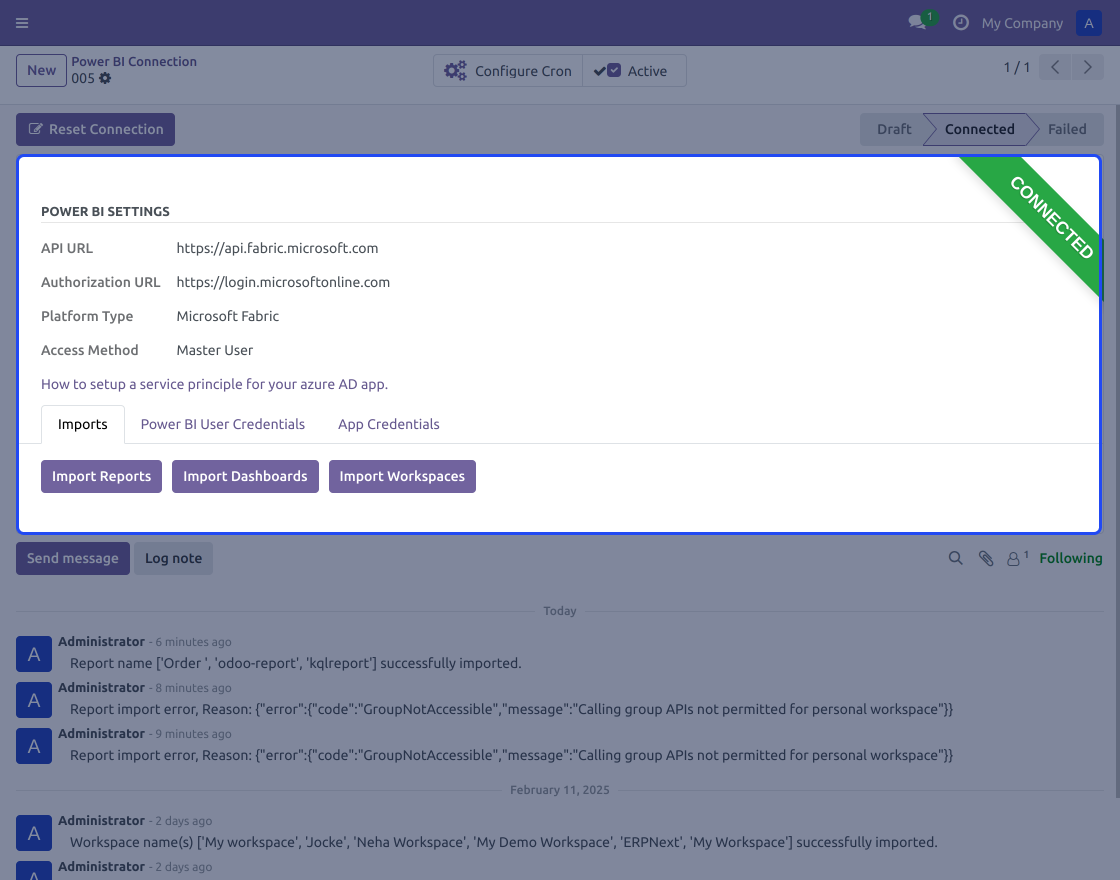 1
My Company
A
New
Power BI Connection
005
Configure Cron
Active
1 / 1
Reset Connection
Draft
Connected
Failed
CONNECTED
POWER BI SETTINGS
API URL https://api.fabric.microsoft.com
Authorization URL https://login.microsoftonline.com
Platform Type Microsoft Fabric
Access Method Master User
How to setup a service principle for your azure AD app.
Imports Power BI User Credentials App Credentials
Import Reports Import Dashboards Import Workspaces
Send message Log note 1 Following
Today
A
Administrator - 6 minutes ago
Report name ['Order ', 'odoo-report', 'kqlreport'] successfully imported.
A
Administrator - 8 minutes ago
Report import error, Reason: {"error":{"code":"GroupNotAccessible","message":"Calling group APIs not permitted for personal workspace"}}
A
Administrator - 9 minutes ago
Report import error, Reason: {"error":{"code":"GroupNotAccessible","message":"Calling group APIs not permitted for personal workspace"}}
February 11, 2025
A
Administrator - 2 days ago
Workspace name(s) ['My workspace', 'Jocke', 'Neha Workspace', 'My Demo Workspace', 'ERPNext', 'My Workspace'] successfully imported.
A
Administrator - 2 days ago